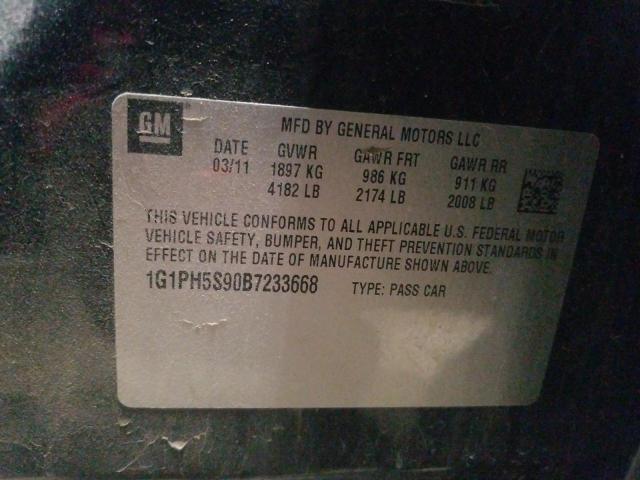 GM
MFD BY GENERAL MOTORS LLC
DATE GVWR GAWR FRT GAWR RR
03/11 1897 KG 986 KG 911 KG
4182 LB 2174 LB 2008 LB
THIS VEHICLE CONFORMS TO ALL APPLICABLE U.S. FEDERAL MOTOR
VEHICLE SAFETY, BUMPER, AND THEFT PREVENTION STANDARDS IN
EFFECT ON THE DATE OF MANUFACTURE SHOWN ABOVE.
1G1PH5S90B7233668 TYPE: PASS CAR